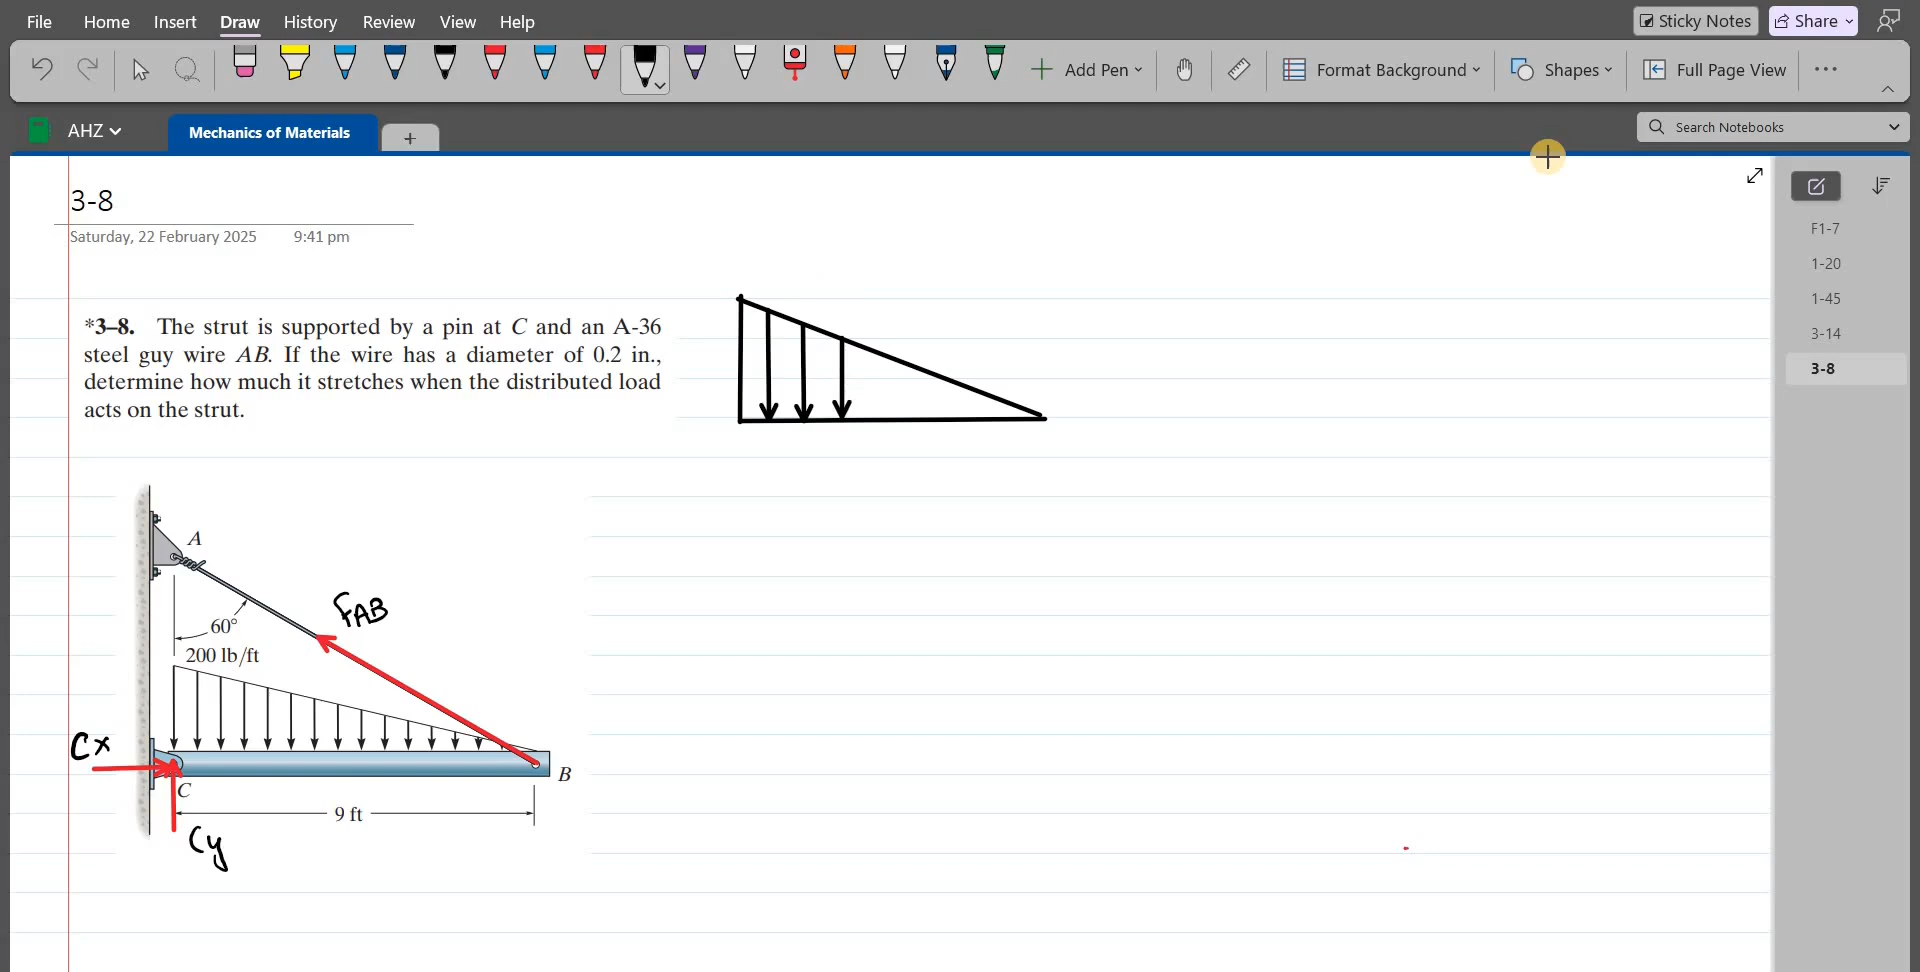 File Home Insert Draw History Review View Help
Sticky Notes Share
Add Pen Format Background Shapes Full Page View
AHZ Mechanics of Materials + Search Notebooks
3-8
Saturday, 22 February 2025 9:41 pm
F1-7
1-20
1-45
3-14
3-8
*3–8. The strut is supported by a pin at C and an A-36
steel guy wire AB. If the wire has a diameter of 0.2 in.,
determine how much it stretches when the distributed load
acts on the strut.
A
FAB
60°
200 lb/ft
Cx
B
C
9 ft
Cy